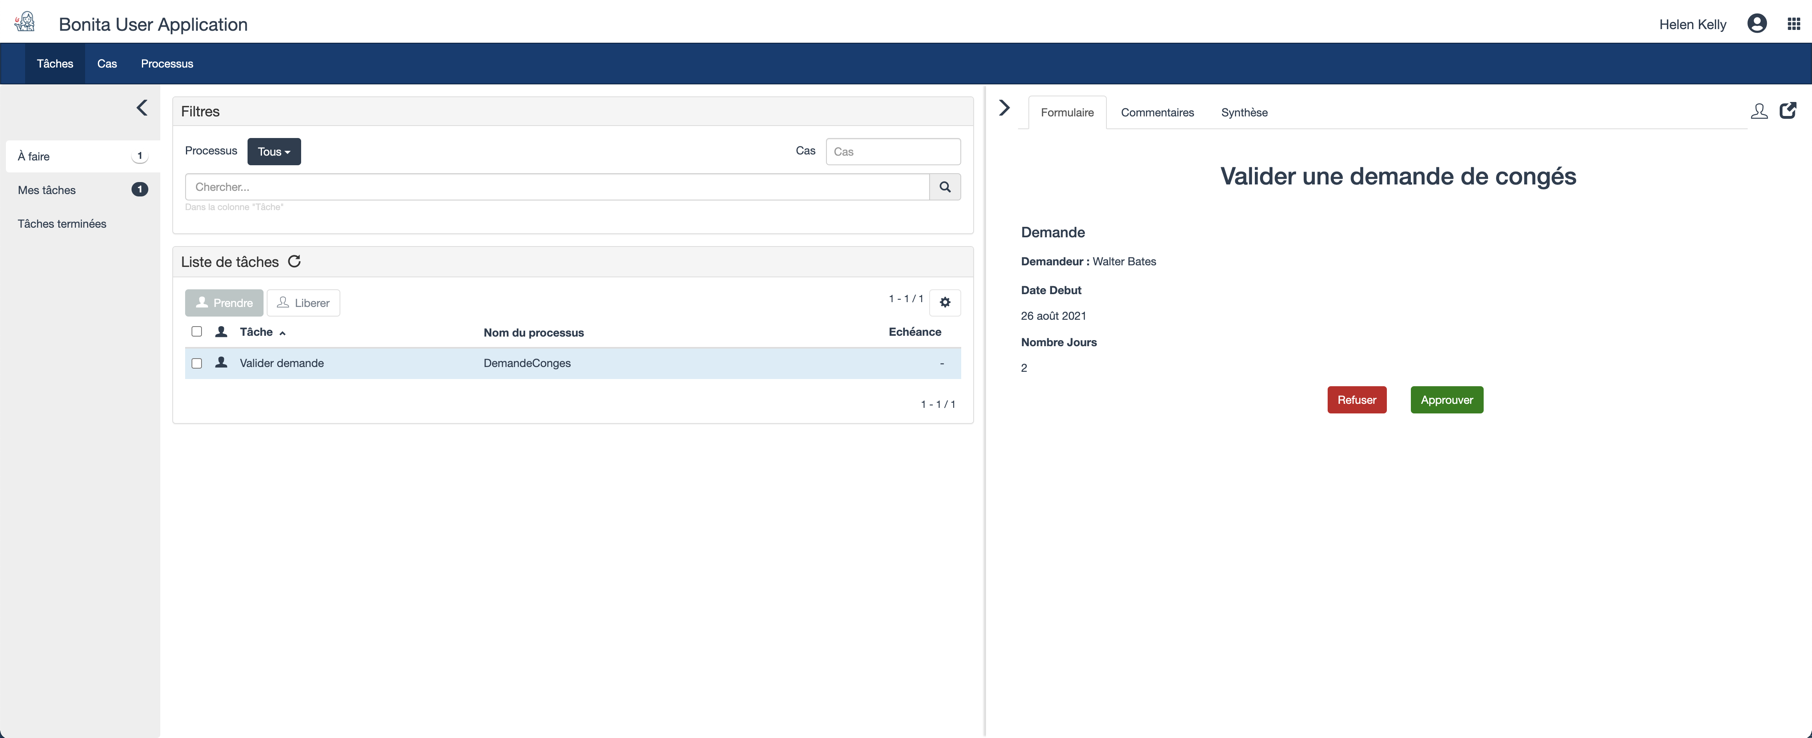 Bonita User Application
Helen Kelly
Tâches Cas Processus
À faire 1
Mes tâches 1
Tâches terminées
Filtres
Processus Tous Cas Cas
Chercher...
Dans la colonne "Tâche"
Liste de tâches
Prendre Liberer 1 - 1 / 1
Tâche Nom du processus Echéance
Valider demande DemandeConges -
1 - 1 / 1
Formulaire Commentaires Synthèse
Valider une demande de congés
Demande
Demandeur : Walter Bates
Date Debut
26 août 2021
Nombre Jours
2
Refuser Approuver